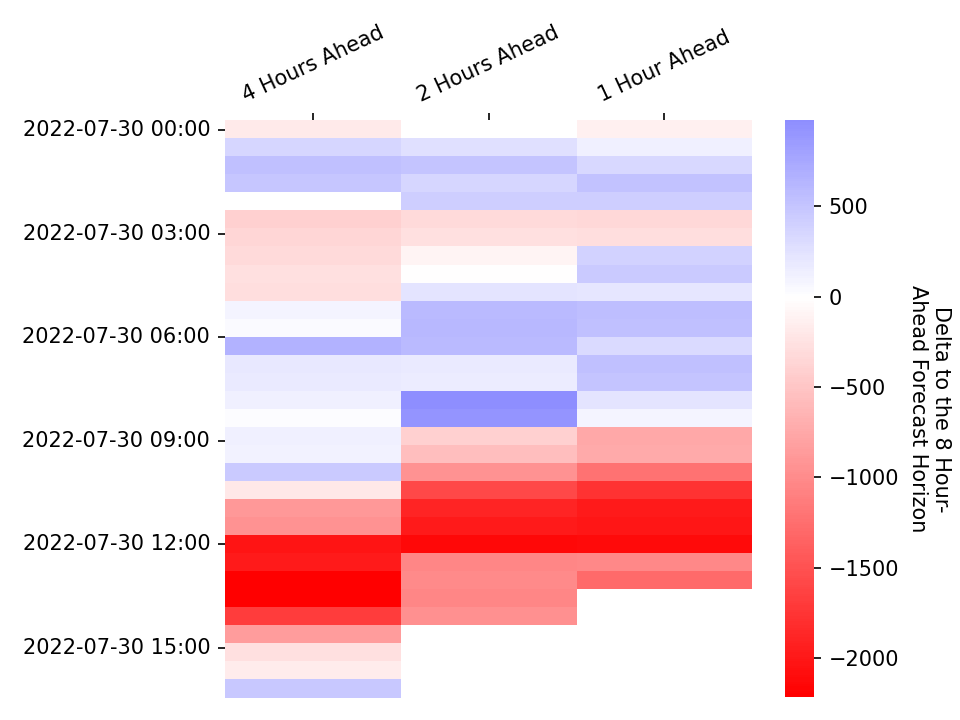 4 Hours Ahead
2 Hours Ahead
1 Hour Ahead
2022-07-30 00:00
2022-07-30 03:00
2022-07-30 06:00
2022-07-30 09:00
2022-07-30 12:00
2022-07-30 15:00
500
0
−500
−1000
−1500
−2000
Delta to the 8 Hour-
Ahead Forecast Horizon